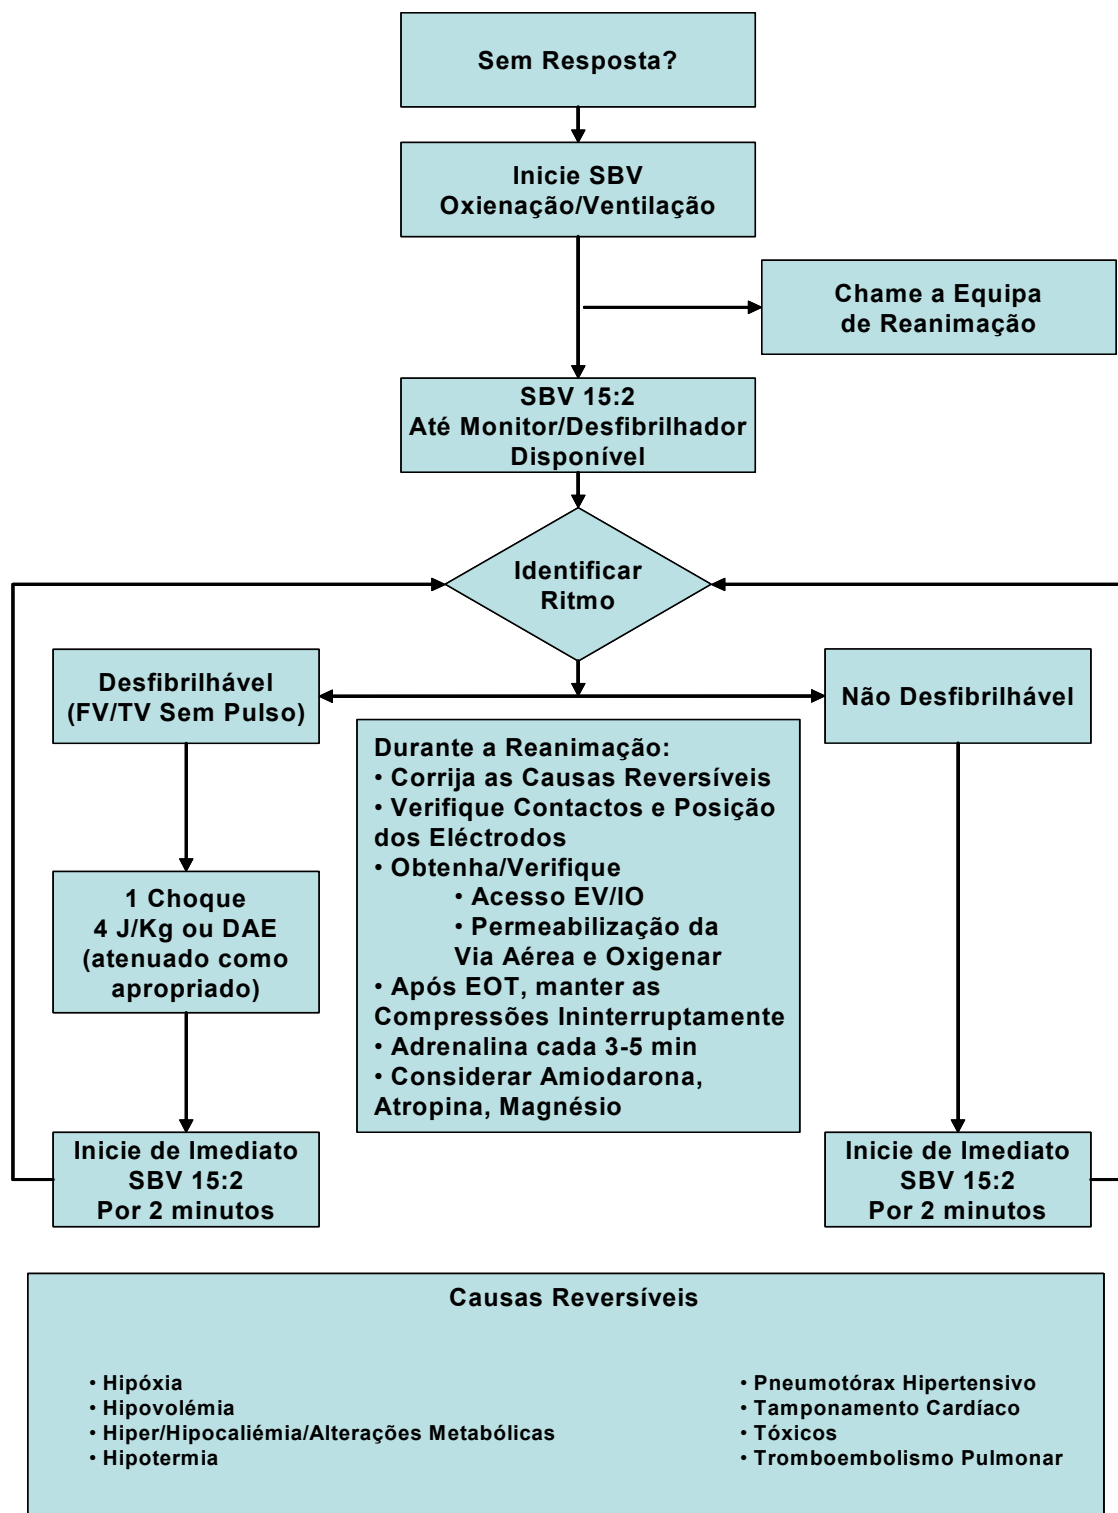 Sem Resposta?
Inicie SBV
Oxienação/Ventilação
Chame a Equipa
de Reanimação
SBV 15:2
Até Monitor/Desfibrilhador
Disponível
Identificar
Ritmo
Desfibrilhável
(FV/TV Sem Pulso)
Não Desfibrilhável
1 Choque
4 J/Kg ou DAE
(atenuado como
apropriado)
Durante a Reanimação:
• Corrija as Causas Reversíveis
• Verifique Contactos e Posição
dos Eléctrodos
• Obtenha/Verifique
• Acesso EV/IO
• Permeabilização da
Via Aérea e Oxigenar
• Após EOT, manter as
Compressões Ininterruptamente
• Adrenalina cada 3-5 min
• Considerar Amiodarona,
Atropina, Magnésio
Inicie de Imediato
SBV 15:2
Por 2 minutos
Inicie de Imediato
SBV 15:2
Por 2 minutos
Causas Reversíveis
• Hipóxia
• Hipovolémia
• Hiper/Hipocaliémia/Alterações Metabólicas
• Hipotermia
• Pneumotórax Hipertensivo
• Tamponamento Cardíaco
• Tóxicos
• Tromboembolismo Pulmonar